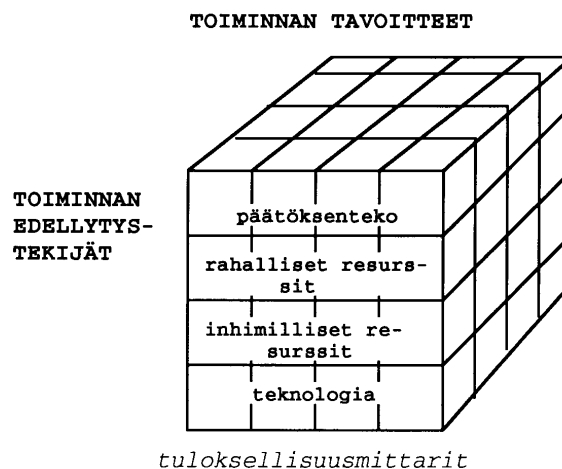 TOIMINNAN TAVOITTEET
TOIMINNAN
EDELLYTYS-
TEKIJÄT
päätöksenteko
rahalliset resurs-
sit
inhimilliset re-
surssit
teknologia
tuloksellisuusmittarit